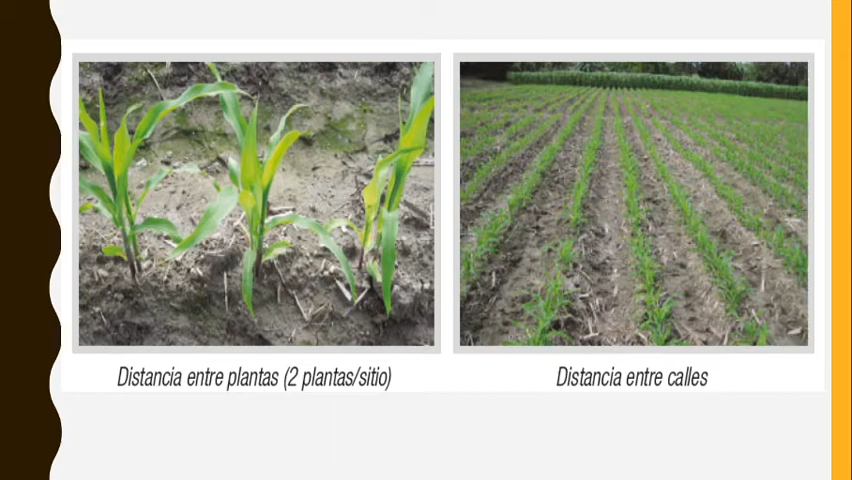 Distancia entre plantas (2 plantas/sitio)
Distancia entre calles